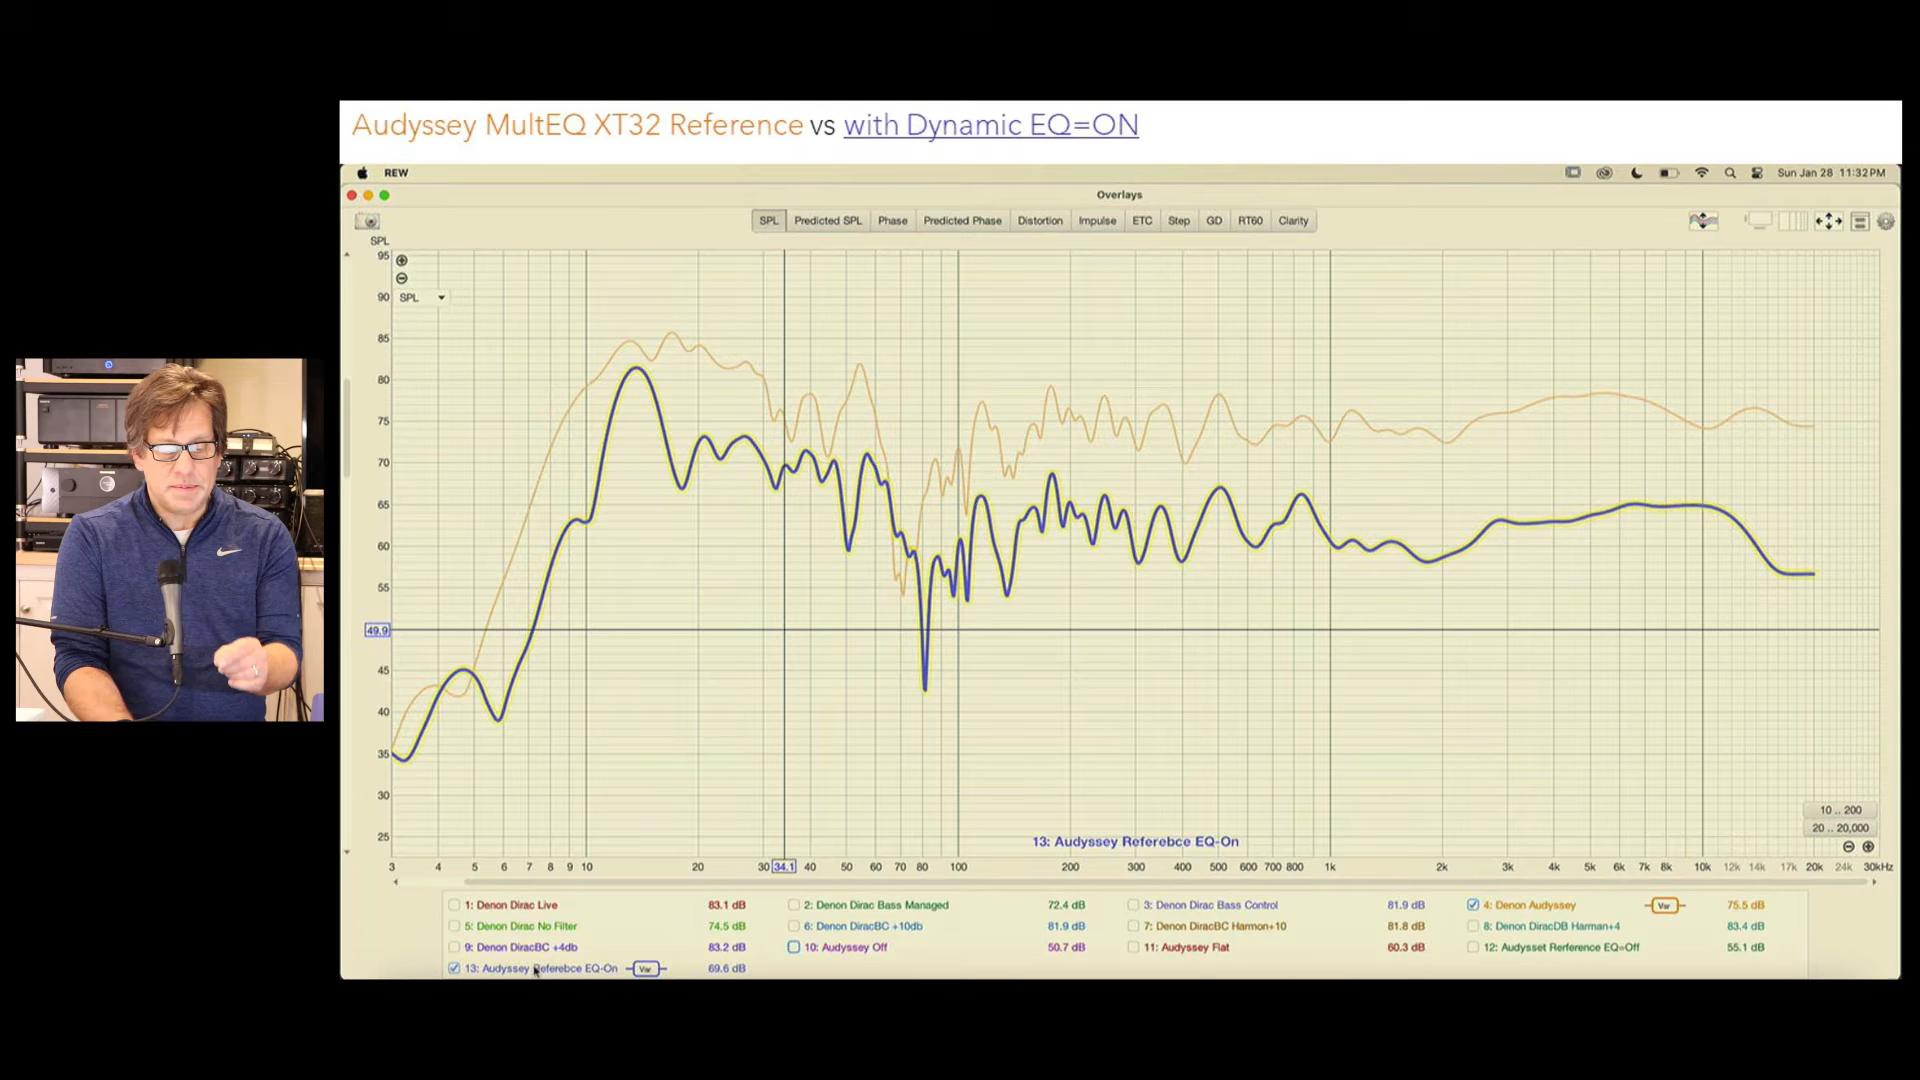 Audyssey MultEQ XT32 Reference vs with Dynamic EQ=ON
REW
Sun Jan 28 11:32PM
Overlays
SPL Predicted SPL Phase Predicted Phase Distortion Impulse ETC Step GD RT60 Clarity
SPL
95
90 SPL
85
80
75
70
65
60
55
49.9
45
40
35
30
25
10 .. 200
20 .. 20,000
13: Audyssey Referebce EQ-On
3 4 5 6 7 8 9 10 20 30 34.1 40 50 60 70 80 100 200 300 400 500 600 700 800 1k 2k 3k 4k 5k 6k 7k 8k 10k 12k 14k 17k 20k 24k 30kHz
1: Denon Dirac Live 83.1 dB 2: Denon Dirac Bass Managed 72.4 dB 3: Denon Dirac Bass Control 81.9 dB 4: Denon Audyssey Var 75.5 dB
5: Denon Dirac No Filter 74.5 dB 6: Denon DiracBC +10db 81.9 dB 7: Denon DiracBC Harmon+10 81.8 dB 8: Denon DiracDB Harman+4 83.4 dB
9: Denon DiracBC +4db 83.2 dB 10: Audyssey Off 50.7 dB 11: Audyssey Flat 60.3 dB 12: Audysset Rerference EQ=Off 55.1 dB
13: Audyssey Referebce EQ-On Var 69.6 dB